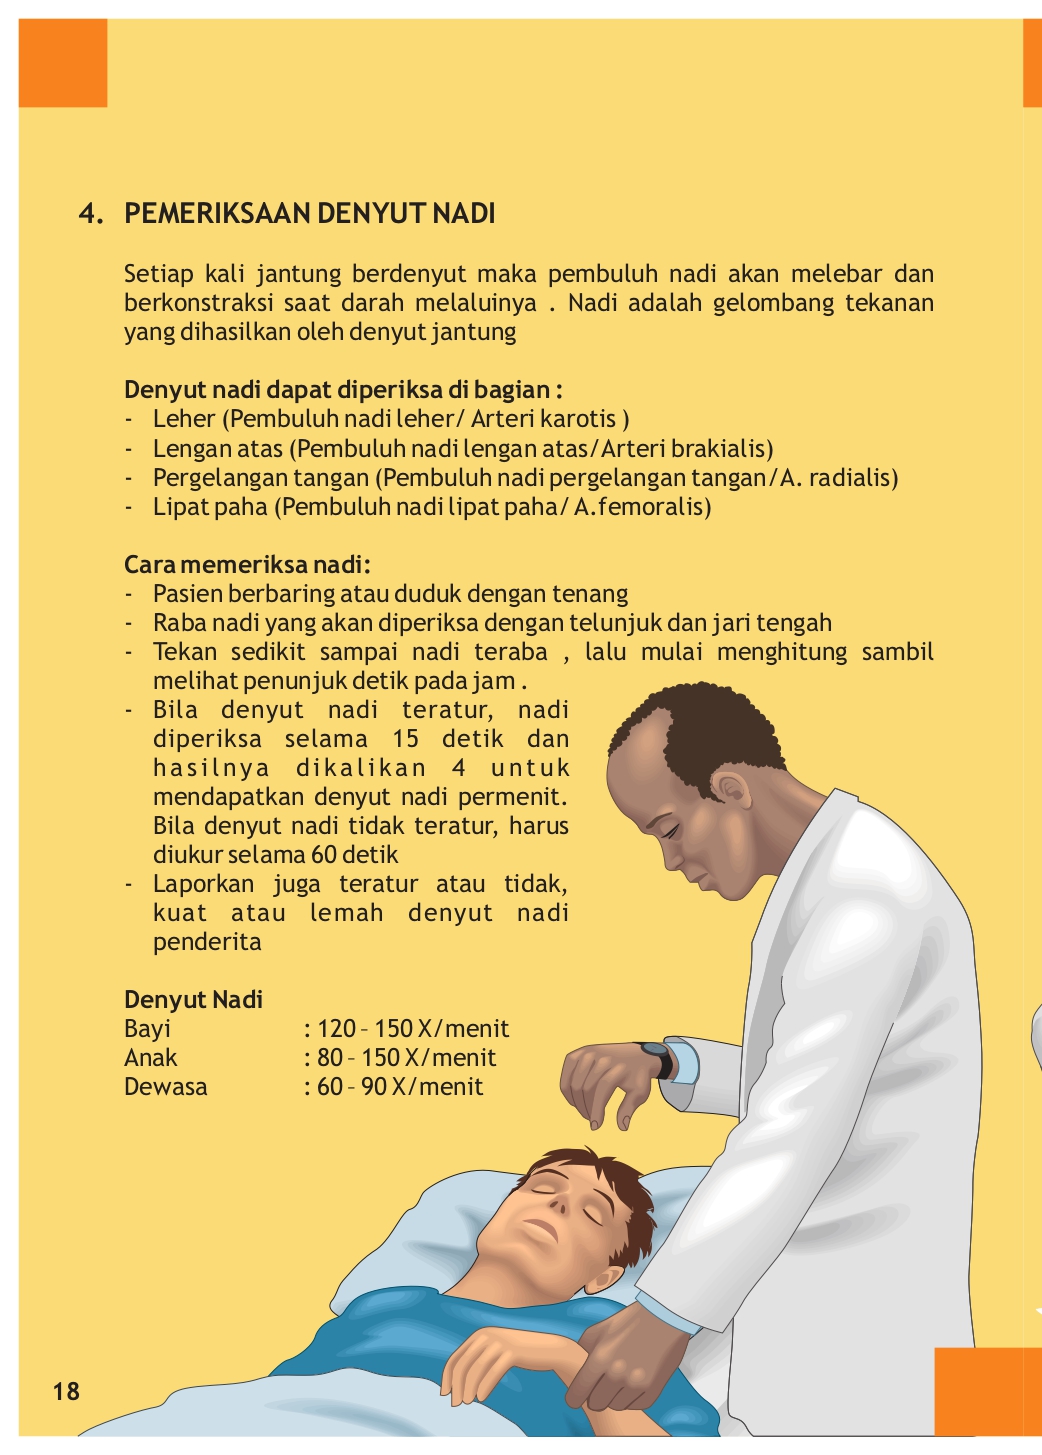 4. PEMERIKSAAN DENYUT NADI
Setiap kali jantung berdenyut maka pembuluh nadi akan melebar dan
berkonstraksi saat darah melaluinya . Nadi adalah gelombang tekanan
yang dihasilkan oleh denyut jantung
Denyut nadi dapat diperiksa di bagian :
- Leher (Pembuluh nadi leher/ Arteri karotis )
- Lengan atas (Pembuluh nadi lengan atas/Arteri brakialis)
- Pergelangan tangan (Pembuluh nadi pergelangan tangan/A. radialis)
- Lipat paha (Pembuluh nadi lipat paha/ A.femoralis)
Cara memeriksa nadi:
- Pasien berbaring atau duduk dengan tenang
- Raba nadi yang akan diperiksa dengan telunjuk dan jari tengah
- Tekan sedikit sampai nadi teraba , lalu mulai menghitung sambil
melihat penunjuk detik pada jam .
- Bila denyut nadi teratur, nadi
diperiksa selama 15 detik dan
hasilnya dikalikan 4 untuk
mendapatkan denyut nadi permenit.
Bila denyut nadi tidak teratur, harus
diukur selama 60 detik
- Laporkan juga teratur atau tidak,
kuat atau lemah denyut nadi
penderita
Denyut Nadi
Bayi : 120 – 150 X/menit
Anak : 80 – 150 X/menit
Dewasa : 60 – 90 X/menit
18